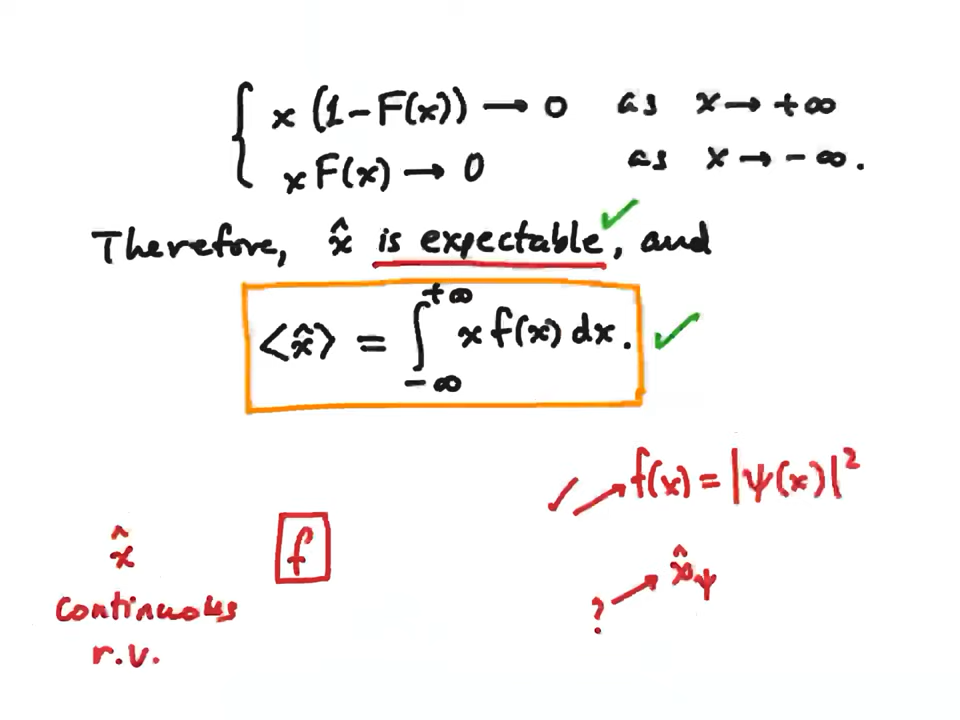 x (1-F(x)) → 0 as x → +∞
x F(x) → 0 as x → -∞.
Therefore, x̂ is expectable, and
⟨x̂⟩ = ∫_{-∞}^{+∞} x f(x) dx.
f(x) = |ψ(x)|²
x̂ f
? → x̂_ψ
continuous
r.v.